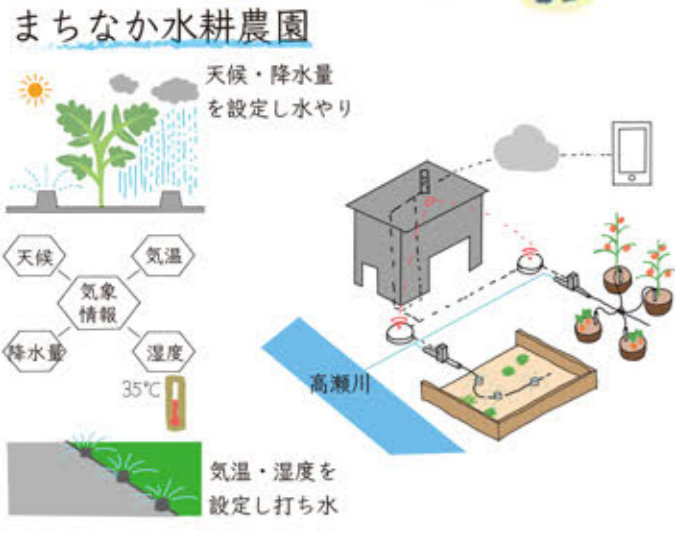 まちなか水耕農園
天候・降水量
を設定し水やり
天候
気温
気象
情報
降水量
湿度
35℃
高瀬川
気温・湿度を
設定し打ち水